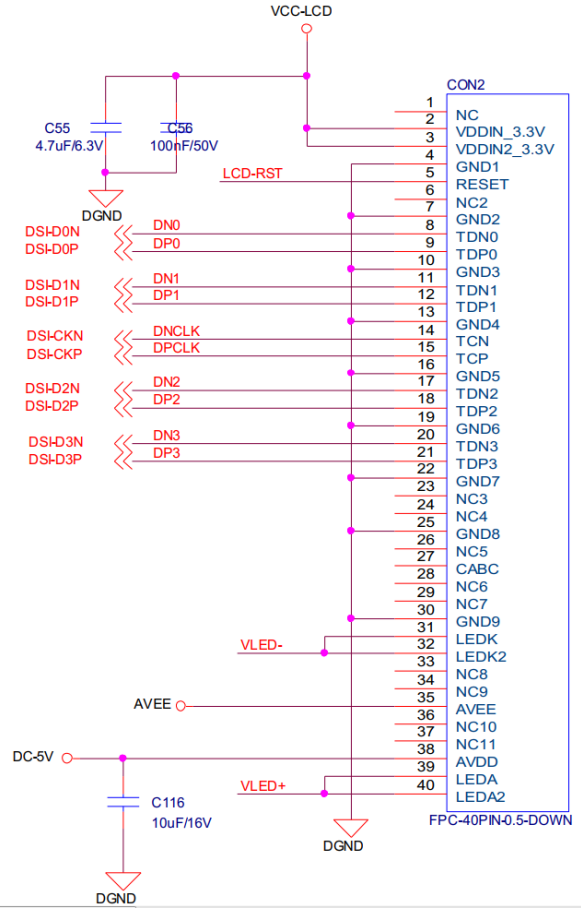 VCC-LCD
CON2
C55
4.7uF/6.3V
C56
100nF/50V
DGND
1 NC
2 VDDIN_3.3V
3 VDDIN2_3.3V
4 GND1
LCD-RST 5 RESET
6 NC2
7 GND2
DSI-D0N DN0 8 TDN0
DSI-D0P DP0 9 TDP0
10 GND3
DSI-D1N DN1 11 TDN1
DSI-D1P DP1 12 TDP1
13 GND4
DSI-CKN DNCLK 14 TCN
DSI-CKP DPCLK 15 TCP
16 GND5
DSI-D2N DN2 17 TDN2
DSI-D2P DP2 18 TDP2
19 GND6
DSI-D3N DN3 20 TDN3
DSI-D3P DP3 21 TDP3
22 GND7
23 NC3
24 NC4
25 GND8
26 NC5
27 CABC
28 NC6
29 NC7
30 GND9
31 LEDK
VLED- 32 LEDK2
33 NC8
34 NC9
AVEE 35 AVEE
36 NC10
37 NC11
DC-5V 38 AVDD
39 LEDA
VLED+ 40 LEDA2
C116
10uF/16V
FPC-40PIN-0.5-DOWN
DGND
DGND